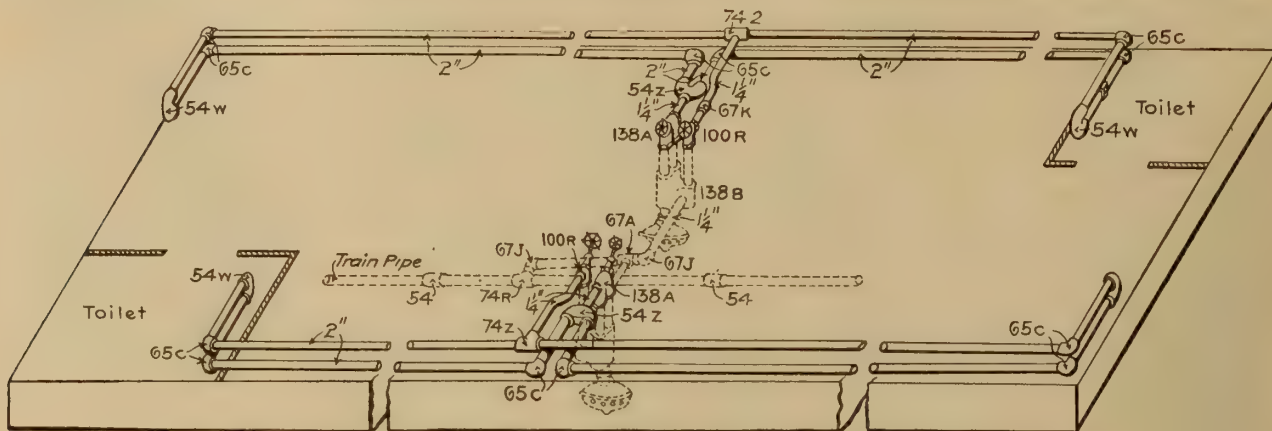 74 2
65c
2"
2"
65c
2"
54z
65c
1¼"
2"
54w
1¼"
67K
Toilet
54w
138A
100R
138B
1¼"
67A
100R
67J
67J
54w
Train Pipe
Toilet
54
74R
1¼"
138A
54
54z
74z
2"
65c
65c
65c